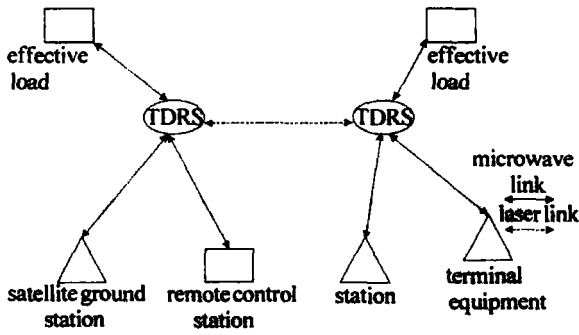 effective
load
effective
load
TDRS
TDRS
microwave
link
laser link
satellite ground
station
remote control
station
station
terminal
equipment